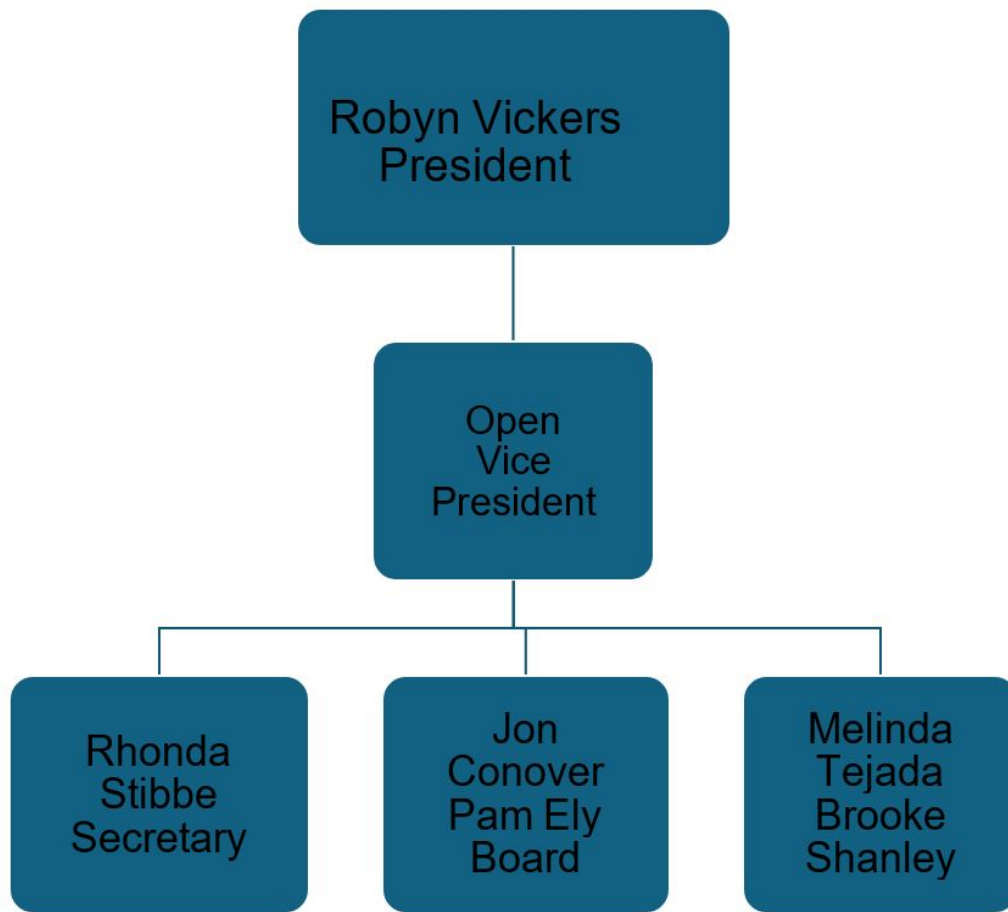 Robyn Vickers
President
Open
Vice
President
Rhonda
Stibbe
Secretary
Jon
Conover
Pam Ely
Board
Melinda
Tejada
Brooke
Shanley